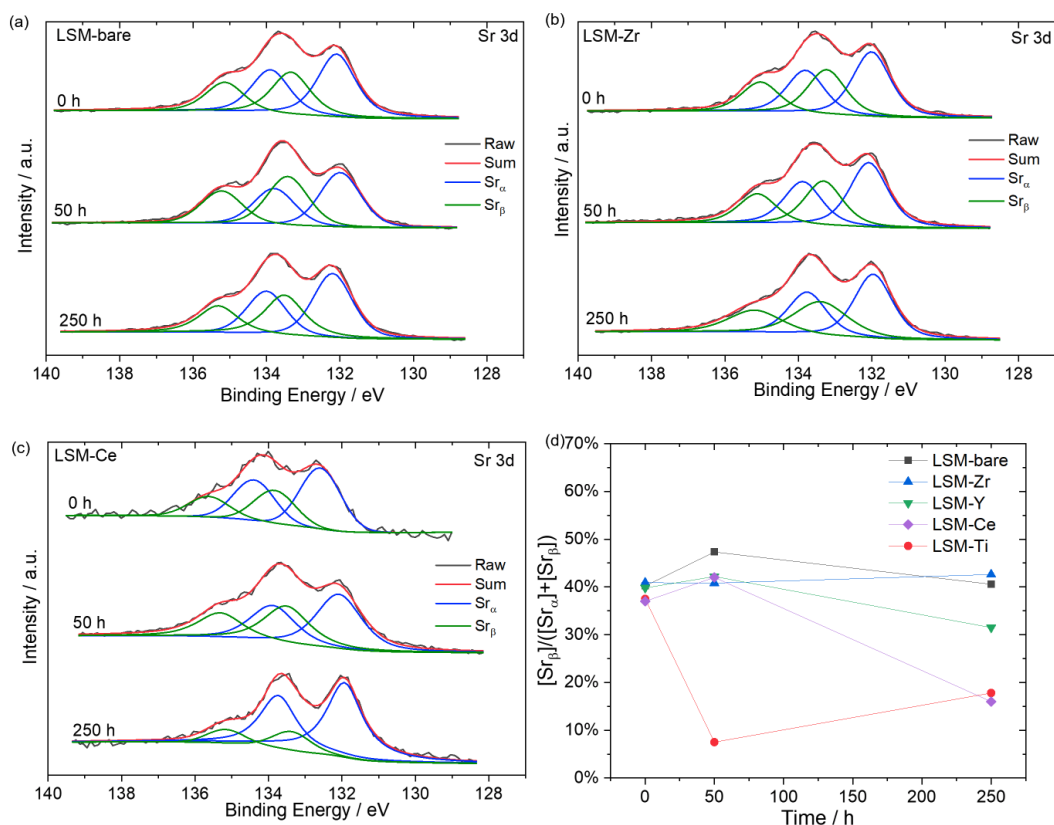 (a)
LSM-bare
Sr 3d
0 h
50 h
250 h
Raw
Sum
Srα
Srβ
Intensity / a.u.
140 138 136 134 132 130 128
Binding Energy / eV
(b)
LSM-Zr
Sr 3d
0 h
50 h
250 h
Raw
Sum
Srα
Srβ
Intensity / a.u.
140 138 136 134 132 130 128
Binding Energy / eV
(c)
LSM-Ce
Sr 3d
0 h
50 h
250 h
Raw
Sum
Srα
Srβ
Intensity / a.u.
140 138 136 134 132 130 128
Binding Energy / eV
(d)
LSM-bare
LSM-Zr
LSM-Y
LSM-Ce
LSM-Ti
[Srβ]/([Srα]+[Srβ])
70%
60%
50%
40%
30%
20%
10%
0%
0 50 100 150 200 250
Time / h